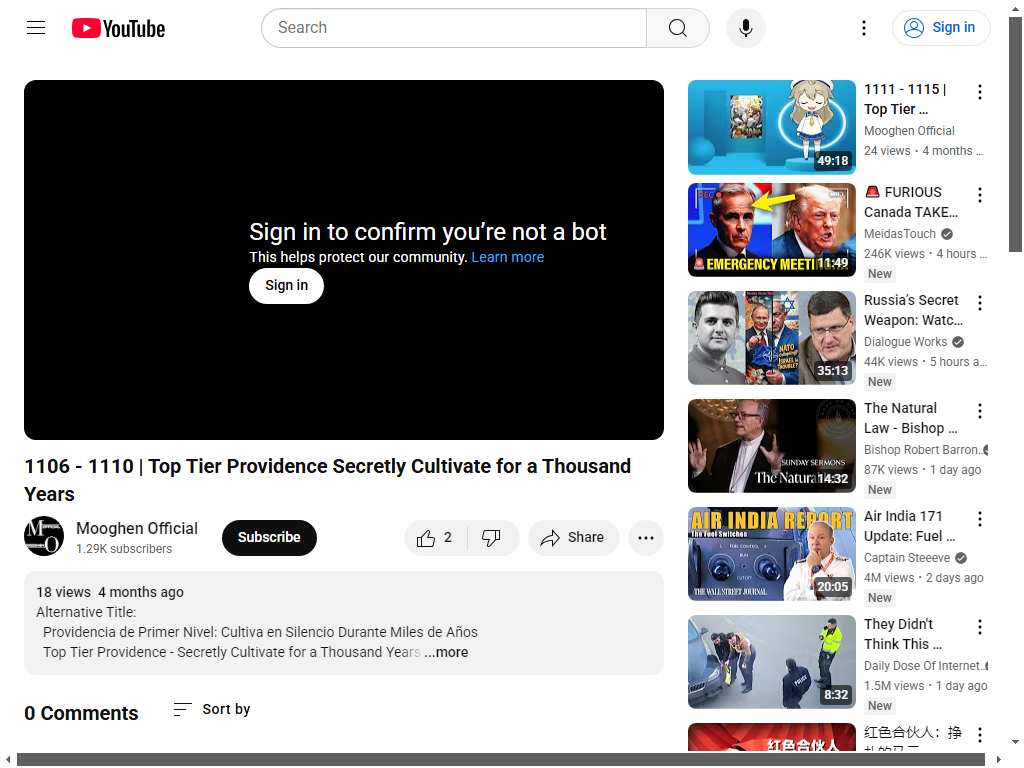 YouTube
Search
Sign in
Sign in to confirm you're not a bot
This helps protect our community. Learn more
Sign in
1106 - 1110 | Top Tier Providence Secretly Cultivate for a Thousand
Years
Mooghen Official
1.29K subscribers
Subscribe
2
Share
18 views 4 months ago
Alternative Title:
Providencia de Primer Nivel: Cultiva en Silencio Durante Miles de Años
Top Tier Providence - Secretly Cultivate for a Thousand Years ...more
0 Comments
Sort by
49:18
1111 - 1115 |
Top Tier ...
Mooghen Official
24 views • 4 months ...
EMERGENCY MEETI
11:49
🚨 FURIOUS
Canada TAKE...
MeidasTouch
246K views • 4 hours ...
New
NATO
ISRAEL
TROUBLE?
35:13
Russia's Secret
Weapon: Watc...
Dialogue Works
44K views • 5 hours a...
New
SUNDAY SERMONS
The Natura
14:32
The Natural
Law - Bishop ...
Bishop Robert Barron...
87K views • 1 day ago
New
AIR INDIA REPORT
The Fuel Switches
FUEL CONTROL
RUN
CUTOFF
THE WALL STREET JOURNAL
20:05
Air India 171
Update: Fuel ...
Captain Steeeve
4M views • 2 days ago
New
POLICE
8:32
They Didn't
Think This ...
Daily Dose Of Internet...
1.5M views • 1 day ago
New
红色合伙人
红色合伙人：挣